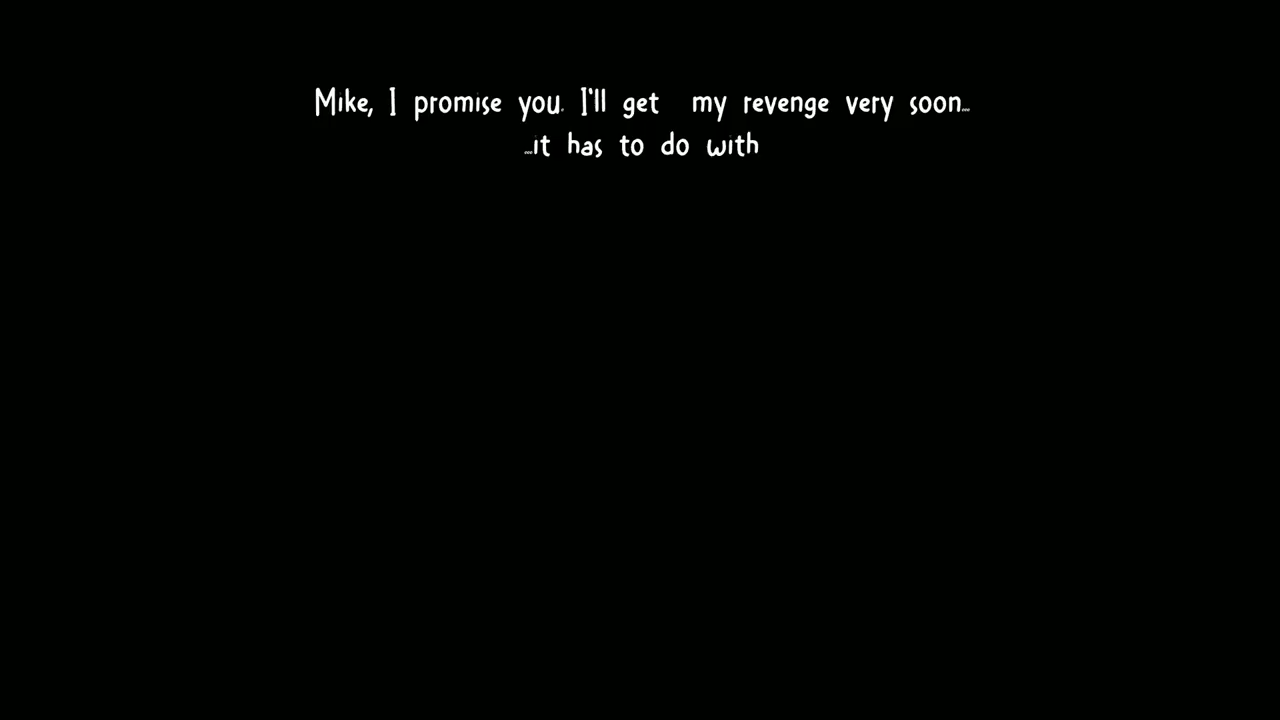 Mike, I promise you. I'll get my revenge very soon...
...it has to do with